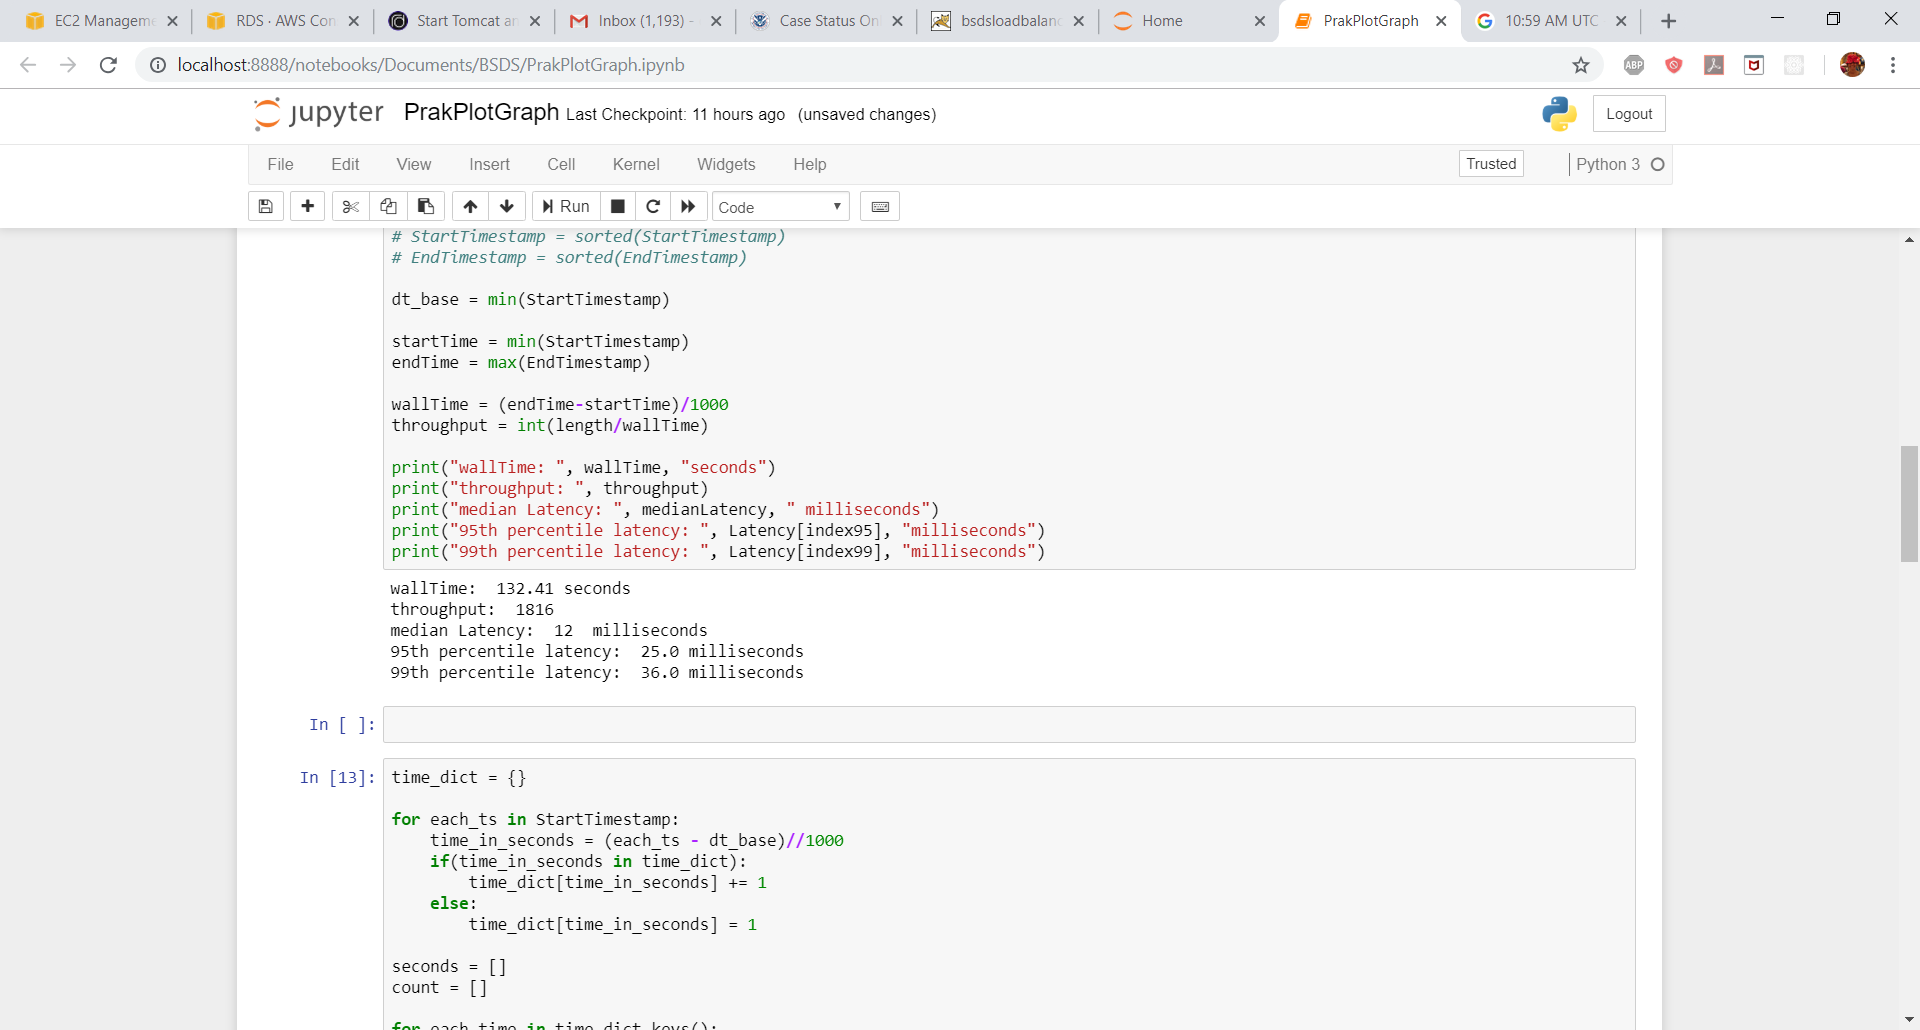 EC2 Manageme
RDS · AWS Con
Start Tomcat an
Inbox (1,193) -
Case Status On
bsdsloadbalanc
Home
PrakPlotGraph
10:59 AM UTC
localhost:8888/notebooks/Documents/BSDS/PrakPlotGraph.ipynb
ABP
jupyter PrakPlotGraph Last Checkpoint: 11 hours ago (unsaved changes)
Logout
File Edit View Insert Cell Kernel Widgets Help
Trusted
Python 3
Run
Code
# StartTimestamp = sorted(StartTimestamp)
# EndTimestamp = sorted(EndTimestamp)
dt_base = min(StartTimestamp)
startTime = min(StartTimestamp)
endTime = max(EndTimestamp)
wallTime = (endTime-startTime)/1000
throughput = int(length/wallTime)
print("wallTime: ", wallTime, "seconds")
print("throughput: ", throughput)
print("median Latency: ", medianLatency, " milliseconds")
print("95th percentile latency: ", Latency[index95], "milliseconds")
print("99th percentile latency: ", Latency[index99], "milliseconds")
wallTime:  132.41 seconds
throughput:  1816
median Latency:  12  milliseconds
95th percentile latency:  25.0 milliseconds
99th percentile latency:  36.0 milliseconds
In [ ]:
In [13]:
time_dict = {}
for each_ts in StartTimestamp:
    time_in_seconds = (each_ts - dt_base)//1000
    if(time_in_seconds in time_dict):
        time_dict[time_in_seconds] += 1
    else:
        time_dict[time_in_seconds] = 1
seconds = []
count = []
for each_time in time_dict.keys():